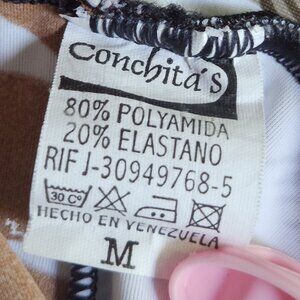 Conchita's
80% POLYAMIDA
20% ELASTANO
RIF J-30949768-5
30 C°
HECHO EN VENEZUELA
M